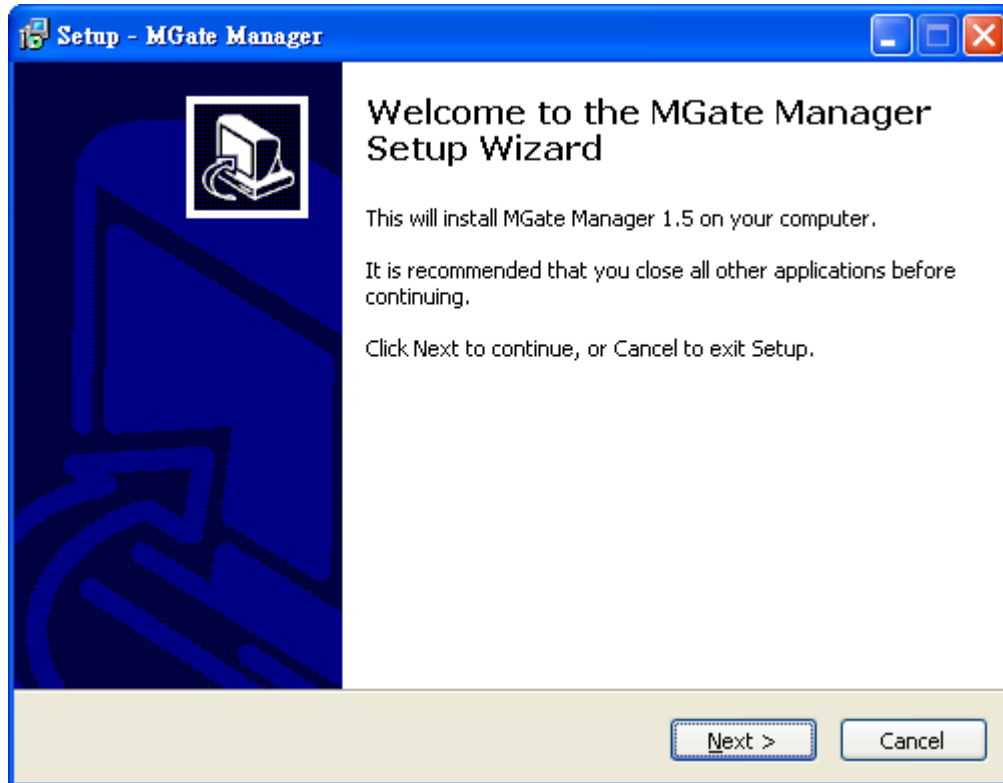 Setup - MGate Manager
Welcome to the MGate Manager
Setup Wizard
This will install MGate Manager 1.5 on your computer.
It is recommended that you close all other applications before
continuing.
Click Next to continue, or Cancel to exit Setup.
Next >
Cancel